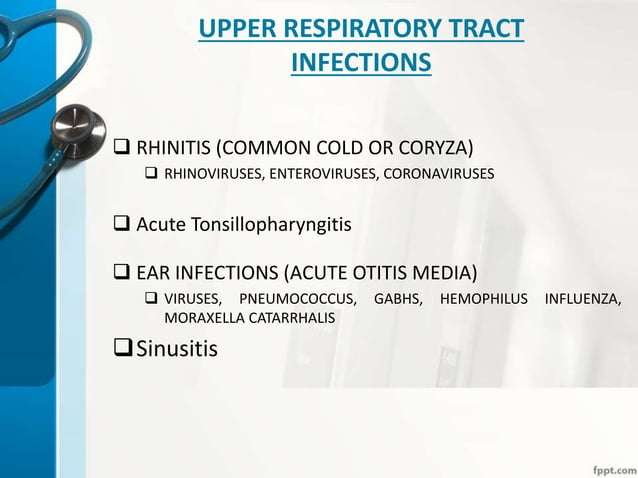 UPPER RESPIRATORY TRACT
INFECTIONS
RHINITIS (COMMON COLD OR CORYZA)
RHINOVIRUSES, ENTEROVIRUSES, CORONAVIRUSES
Acute Tonsillopharyngitis
EAR INFECTIONS (ACUTE OTITIS MEDIA)
VIRUSES, PNEUMOCOCCUS, GABHS, HEMOPHILUS INFLUENZA,
MORAXELLA CATARRHALIS
Sinusitis
fppt.com